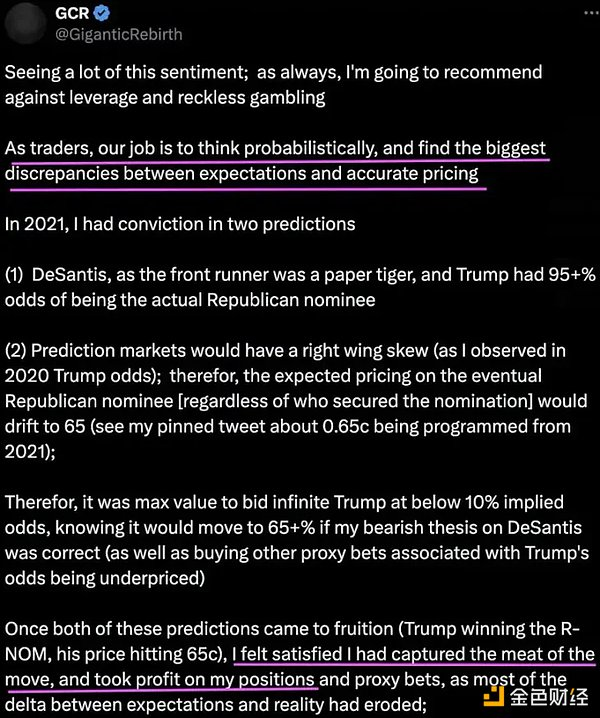 GCR
@GiganticRebirth
Seeing a lot of this sentiment;  as always, I'm going to recommend
against leverage and reckless gambling
As traders, our job is to think probabilistically, and find the biggest
discrepancies between expectations and accurate pricing
In 2021, I had conviction in two predictions
(1)  DeSantis, as the front runner was a paper tiger, and Trump had 95+%
odds of being the actual Republican nominee
(2) Prediction markets would have a right wing skew (as I observed in
2020 Trump odds);  therefor, the expected pricing on the eventual
Republican nominee [regardless of who secured the nomination] would
drift to 65 (see my pinned tweet about 0.65c being programmed from
2021);
Therefor, it was max value to bid infinite Trump at below 10% implied
odds, knowing it would move to 65+% if my bearish thesis on DeSantis
was correct (as well as buying other proxy bets associated with Trump's
odds being underpriced)
Once both of these predictions came to fruition (Trump winning the R-
NOM, his price hitting 65c), I felt satisfied I had captured the meat of the
move, and took profit on my positions and proxy bets, as most of the
delta between expectations and reality had eroded;
金色财经